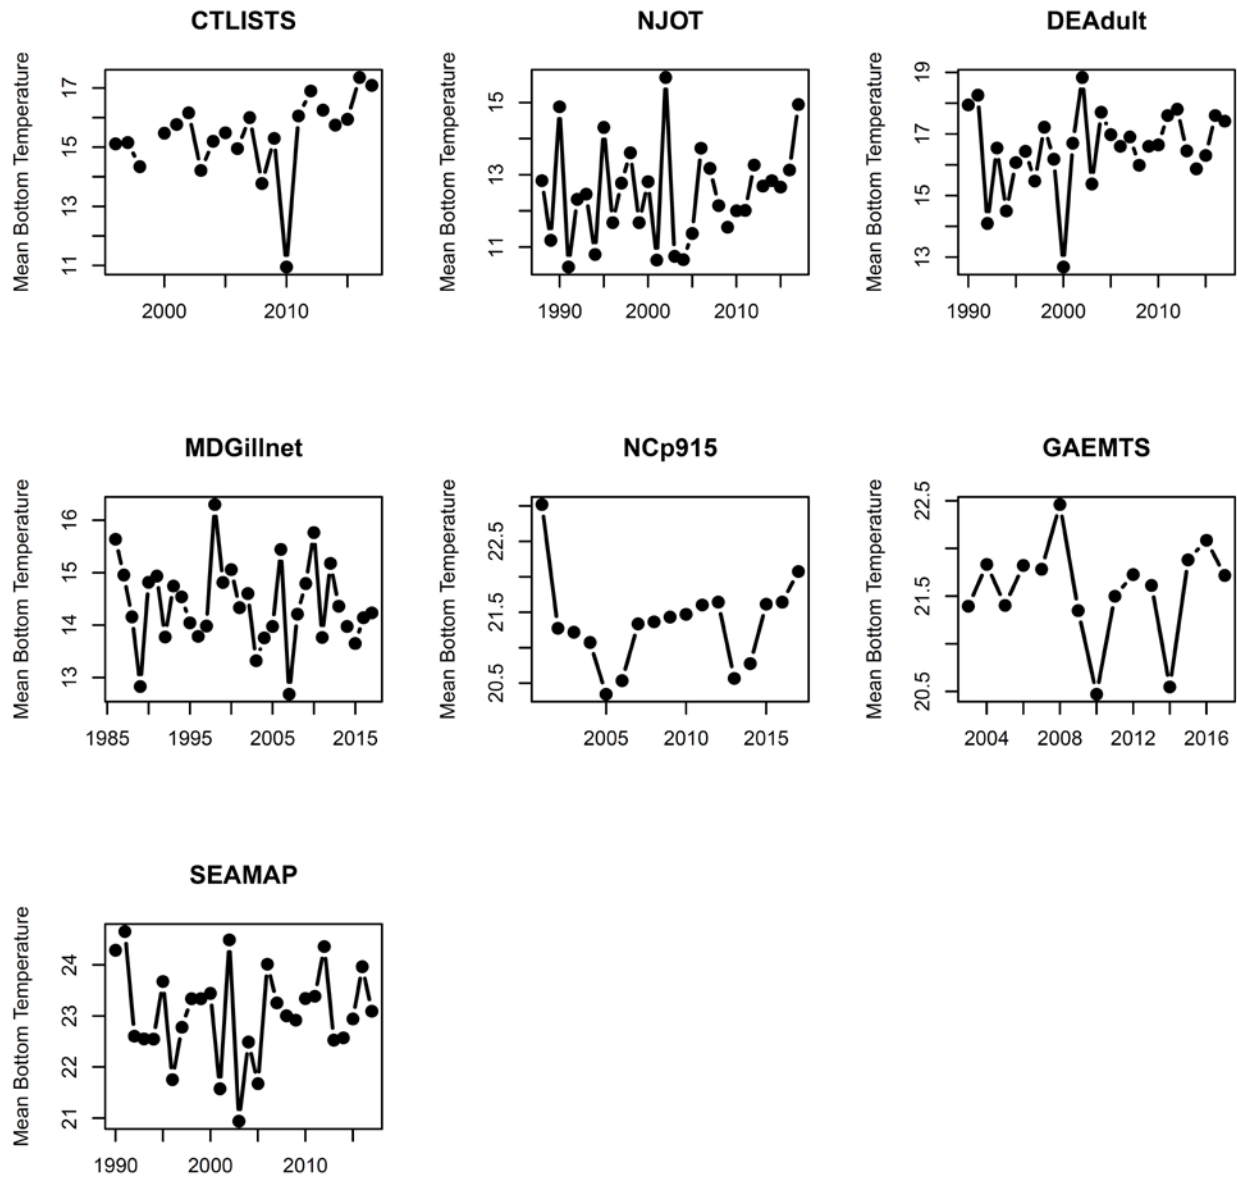 CTLISTS
Mean Bottom Temperature
17
15
13
11
2000 2010
NJOT
Mean Bottom Temperature
15
13
11
1990 2000 2010
DEAdult
Mean Bottom Temperature
19
17
15
13
1990 2000 2010
MDGillnet
Mean Bottom Temperature
16
15
14
13
1985 1995 2005 2015
NCp915
Mean Bottom Temperature
22.5
21.5
20.5
2005 2010 2015
GAEMTS
Mean Bottom Temperature
22.5
21.5
20.5
2004 2008 2012 2016
SEAMAP
Mean Bottom Temperature
24
23
22
21
1990 2000 2010